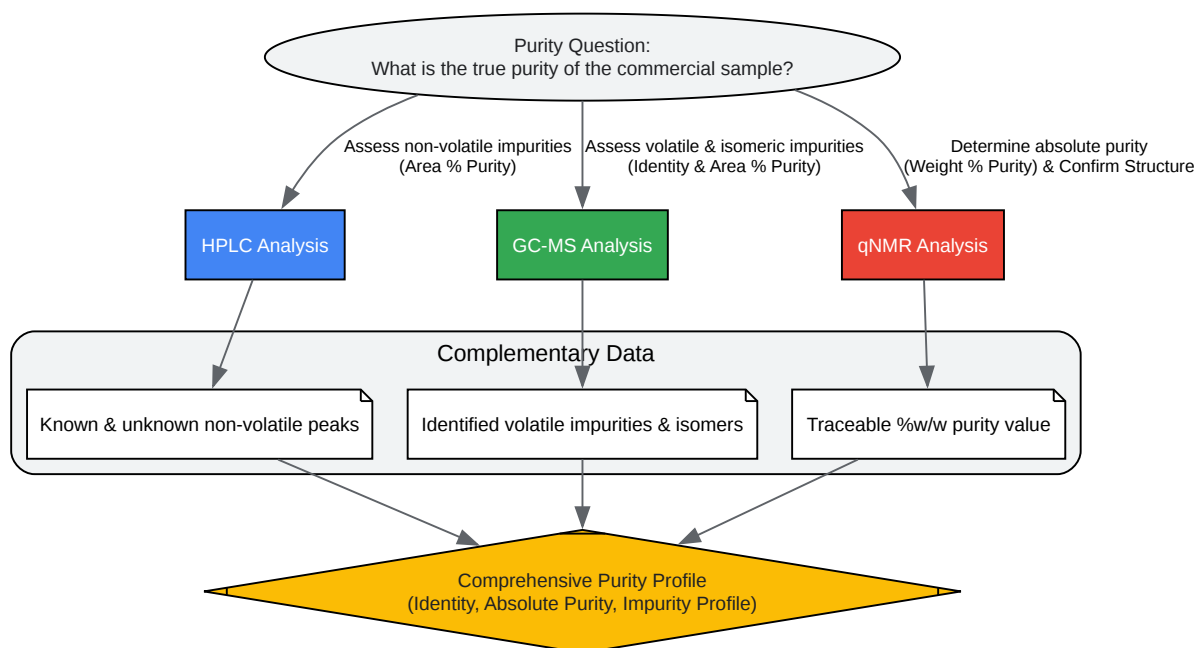 Purity Question:
What is the true purity of the commercial sample?
Assess non-volatile impurities
(Area % Purity)
Assess volatile & isomeric impurities
(Identity & Area % Purity)
Determine absolute purity
(Weight % Purity) & Confirm Structure
HPLC Analysis
GC-MS Analysis
qNMR Analysis
Complementary Data
Known & unknown non-volatile peaks
Identified volatile impurities & isomers
Traceable %w/w purity value
Comprehensive Purity Profile
(Identity, Absolute Purity, Impurity Profile)